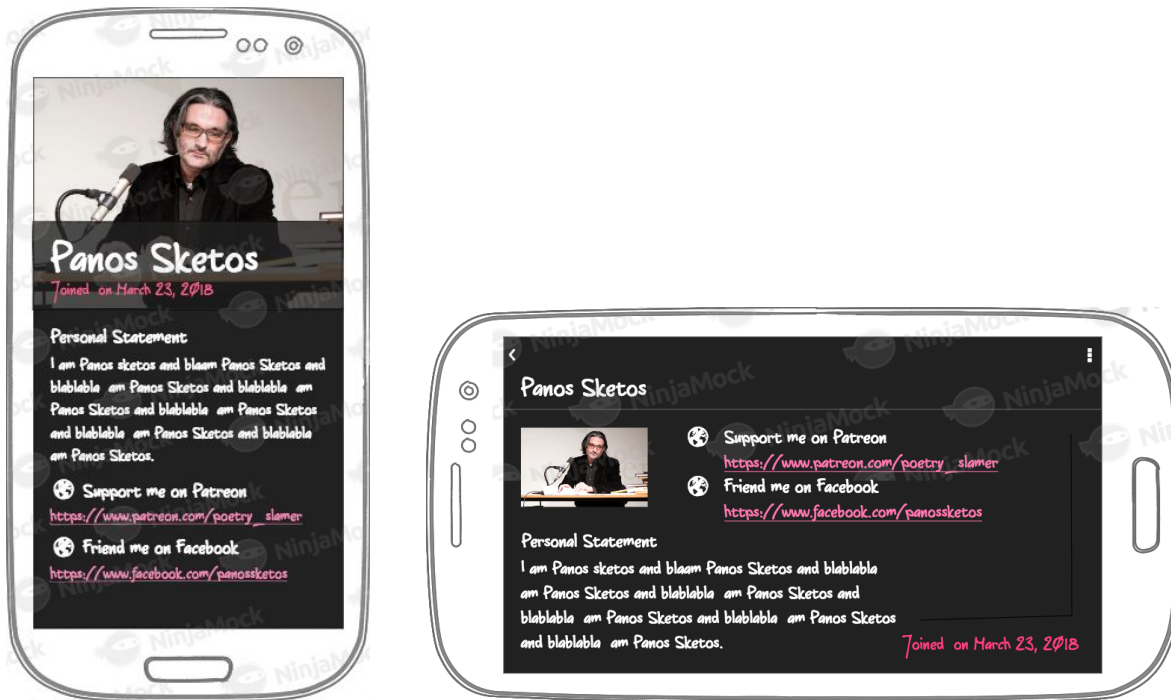 Panos Sketos
Joined on March 23, 2018
Personal Statement
I am Panos sketos and blaam Panos Sketos and
blablabla am Panos Sketos and blablabla am
Panos Sketos and blablabla am Panos Sketos
and blablabla am Panos Sketos and blablabla
am Panos Sketos.
Support me on Patreon
https://www.patreon.com/poetry_slamer
Friend me on Facebook
https://www.facebook.com/panossketos
Panos Sketos
Support me on Patreon
https://www.patreon.com/poetry_slamer
Friend me on Facebook
https://www.facebook.com/panossketos
Personal Statement
I am Panos sketos and blaam Panos Sketos and blablabla
am Panos Sketos and blablabla am Panos Sketos and
blablabla am Panos Sketos and blablabla am Panos Sketos
and blablabla am Panos Sketos.
Joined on March 23, 2018
NinjaMock